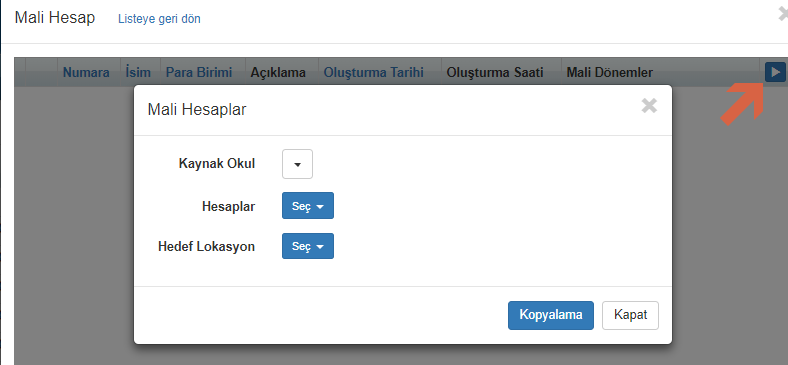 Mali Hesap Listeye geri dön
Numara İsim Para Birimi Açıklama Oluşturma Tarihi Oluşturma Saati Mali Dönemler
Mali Hesaplar
Kaynak Okul
Hesaplar Seç
Hedef Lokasyon Seç
Kopyalama Kapat